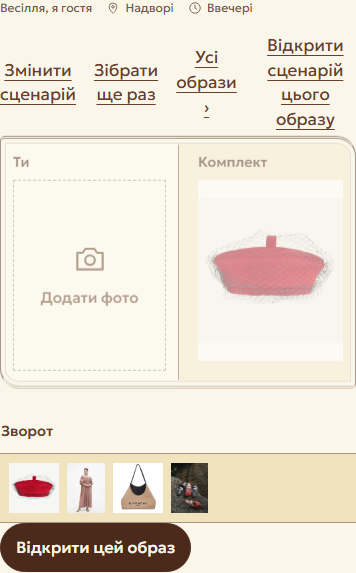 Весілля, я гостя Надворі Ввечері
Змінити
сценарій
Зібрати
ще раз
Усі
образи
›
Відкрити
сценарій
цього
образу
Ти
Додати фото
Комплект
Зворот
Відкрити цей образ